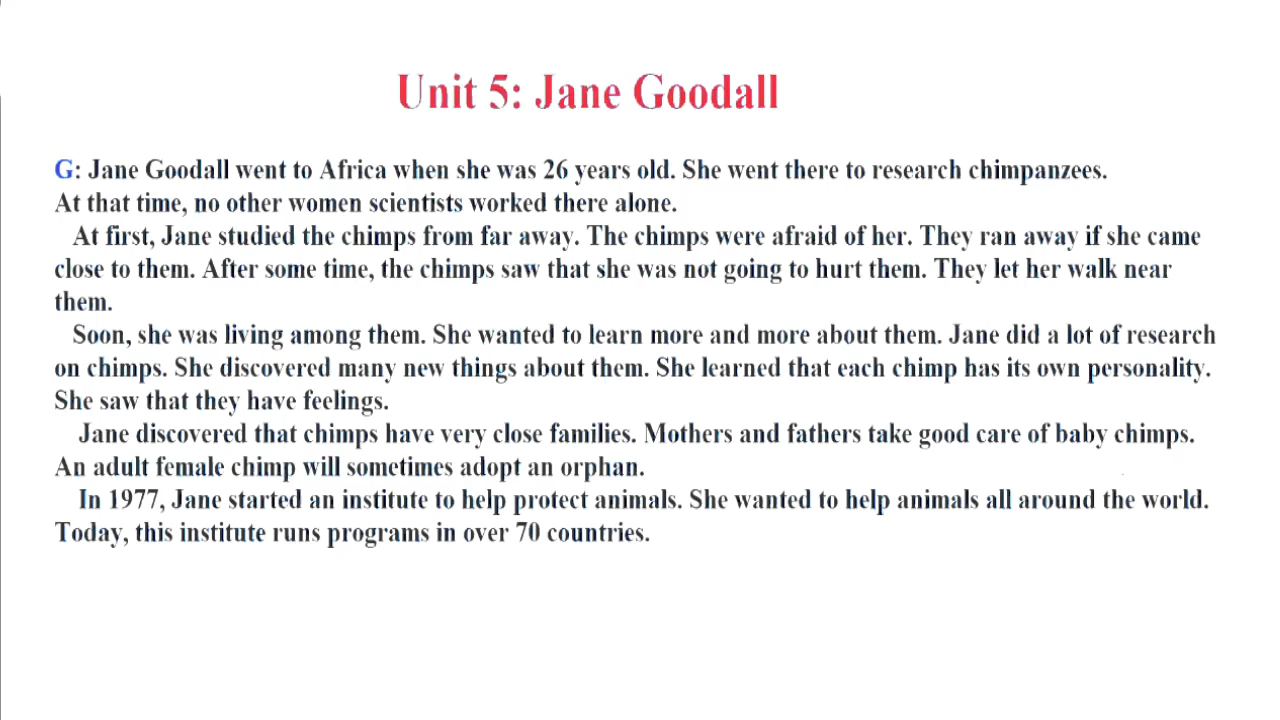 Unit 5: Jane Goodall
G: Jane Goodall went to Africa when she was 26 years old. She went there to research chimpanzees.
At that time, no other women scientists worked there alone.
At first, Jane studied the chimps from far away. The chimps were afraid of her. They ran away if she came
close to them. After some time, the chimps saw that she was not going to hurt them. They let her walk near
them.
Soon, she was living among them. She wanted to learn more and more about them. Jane did a lot of research
on chimps. She discovered many new things about them. She learned that each chimp has its own personality.
She saw that they have feelings.
Jane discovered that chimps have very close families. Mothers and fathers take good care of baby chimps.
An adult female chimp will sometimes adopt an orphan.
In 1977, Jane started an institute to help protect animals. She wanted to help animals all around the world.
Today, this institute runs programs in over 70 countries.